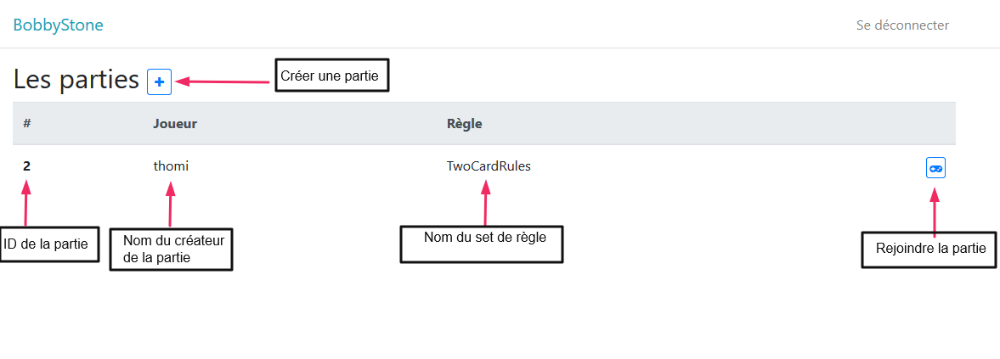 BobbyStone
Se déconnecter
Les parties +
Créer une partie
# Joueur Règle
2 thomi TwoCardRules
ID de la partie
Nom du créateur
de la partie
Nom du set de règle
Rejoindre la partie